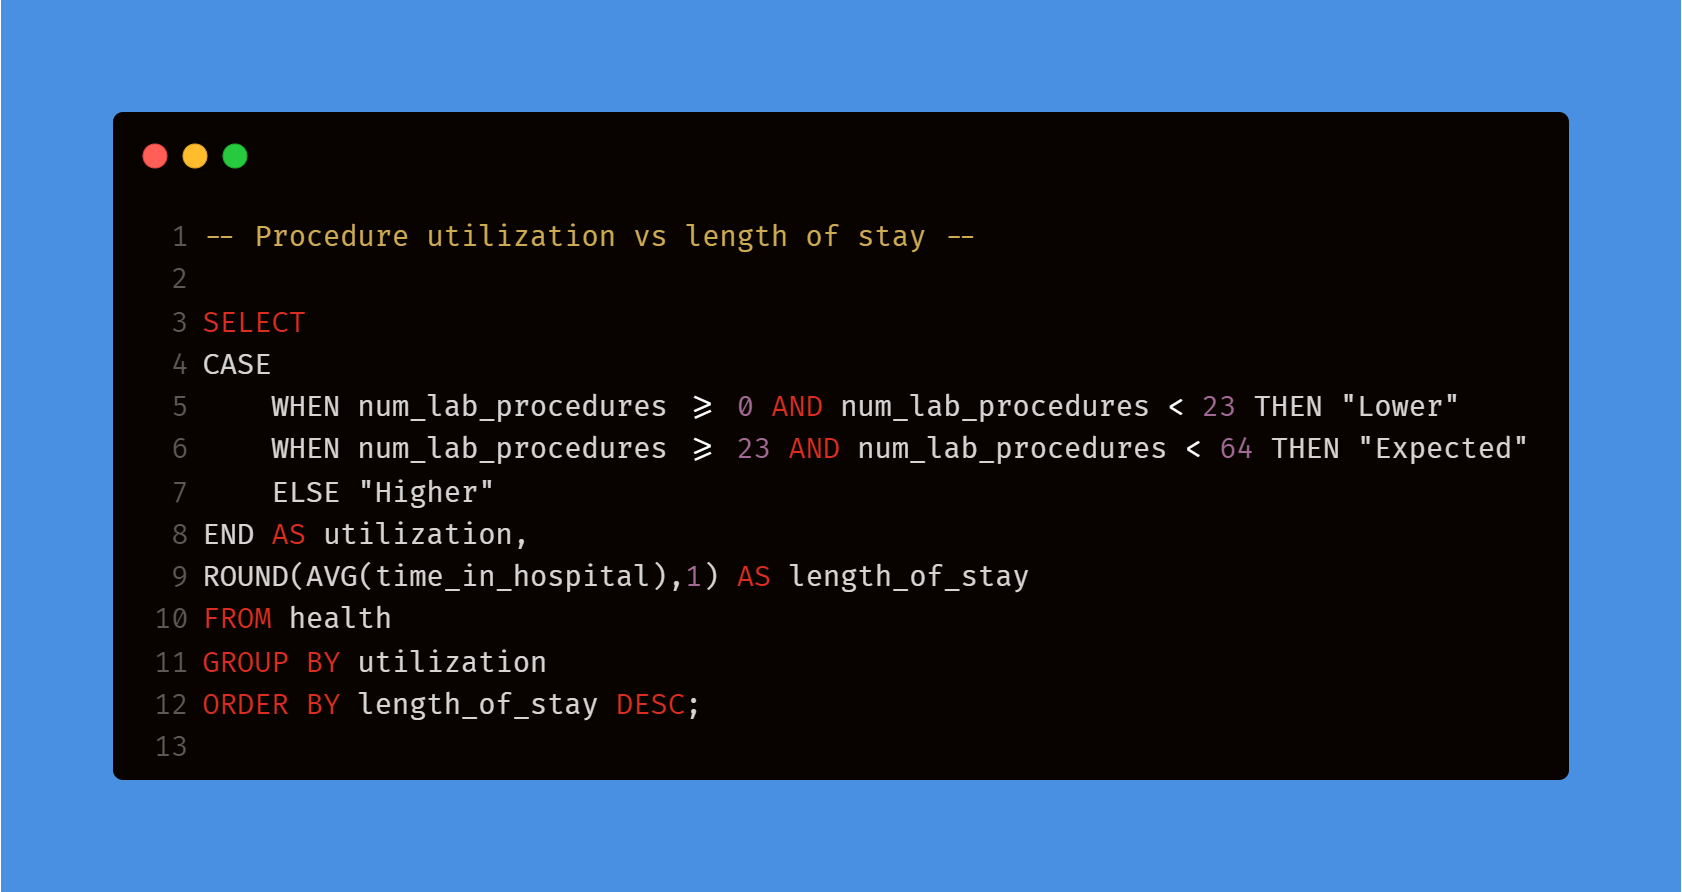 1 -- Procedure utilization vs length of stay --
2
3 SELECT
4 CASE
5     WHEN num_lab_procedures >= 0 AND num_lab_procedures < 23 THEN "Lower"
6     WHEN num_lab_procedures >= 23 AND num_lab_procedures < 64 THEN "Expected"
7     ELSE "Higher"
8 END AS utilization,
9 ROUND(AVG(time_in_hospital),1) AS length_of_stay
10 FROM health
11 GROUP BY utilization
12 ORDER BY length_of_stay DESC;
13